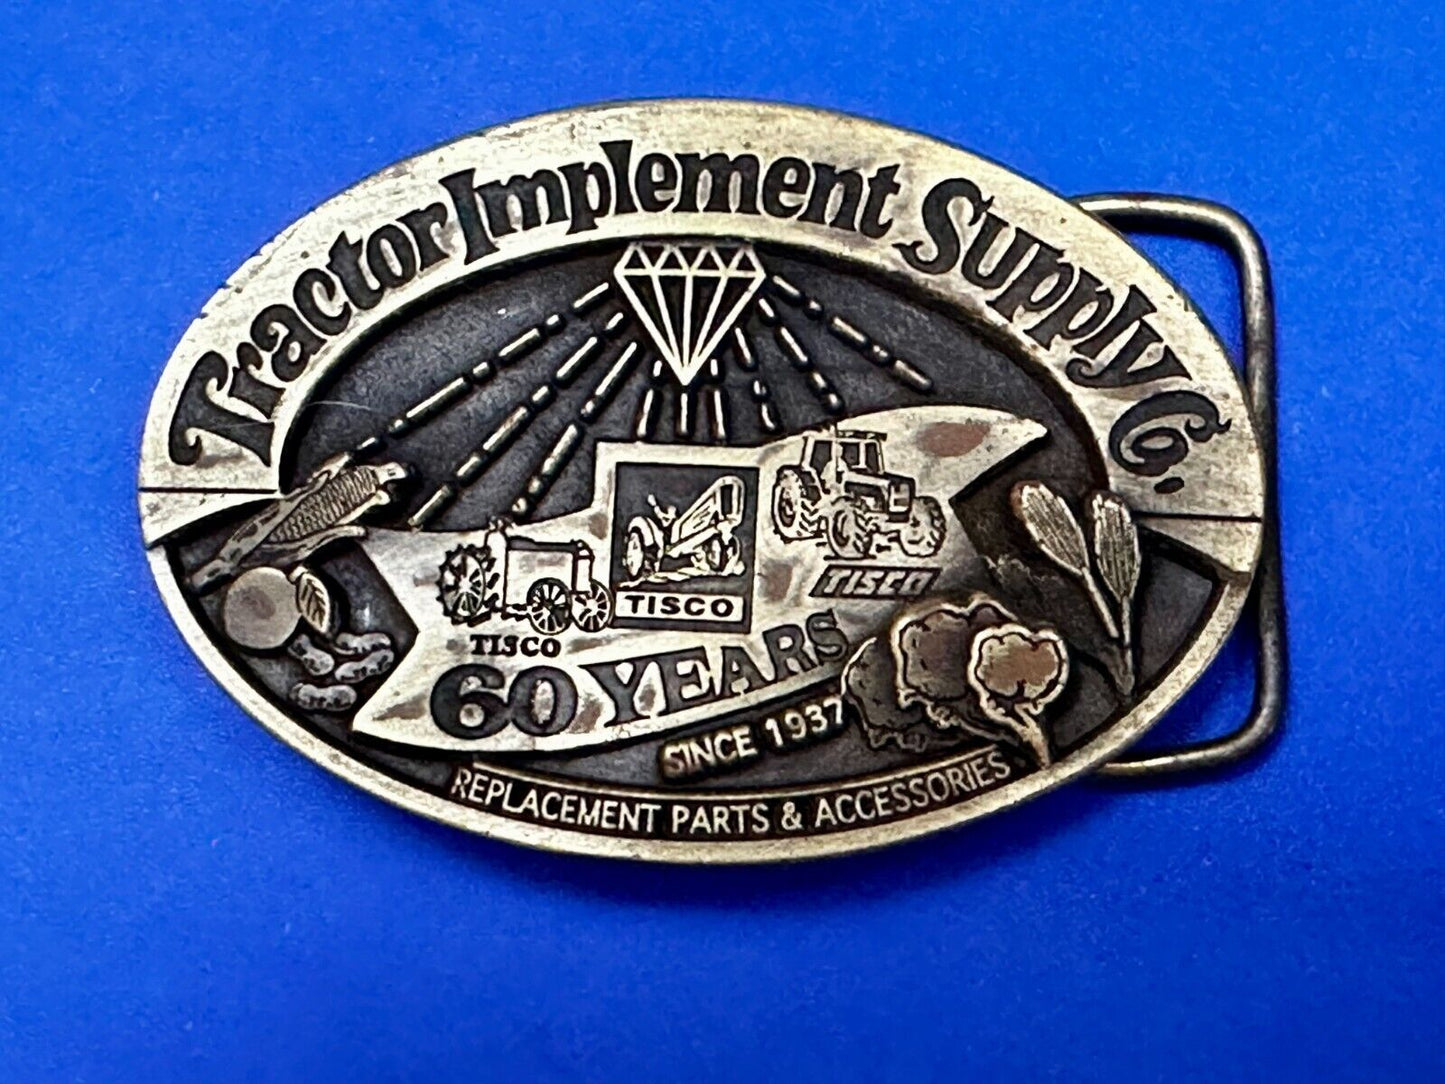 Tractor Implement Supply Co.
TISCO
TISCO
TISCO
60 YEARS
SINCE 1937
REPLACEMENT PARTS & ACCESSORIES